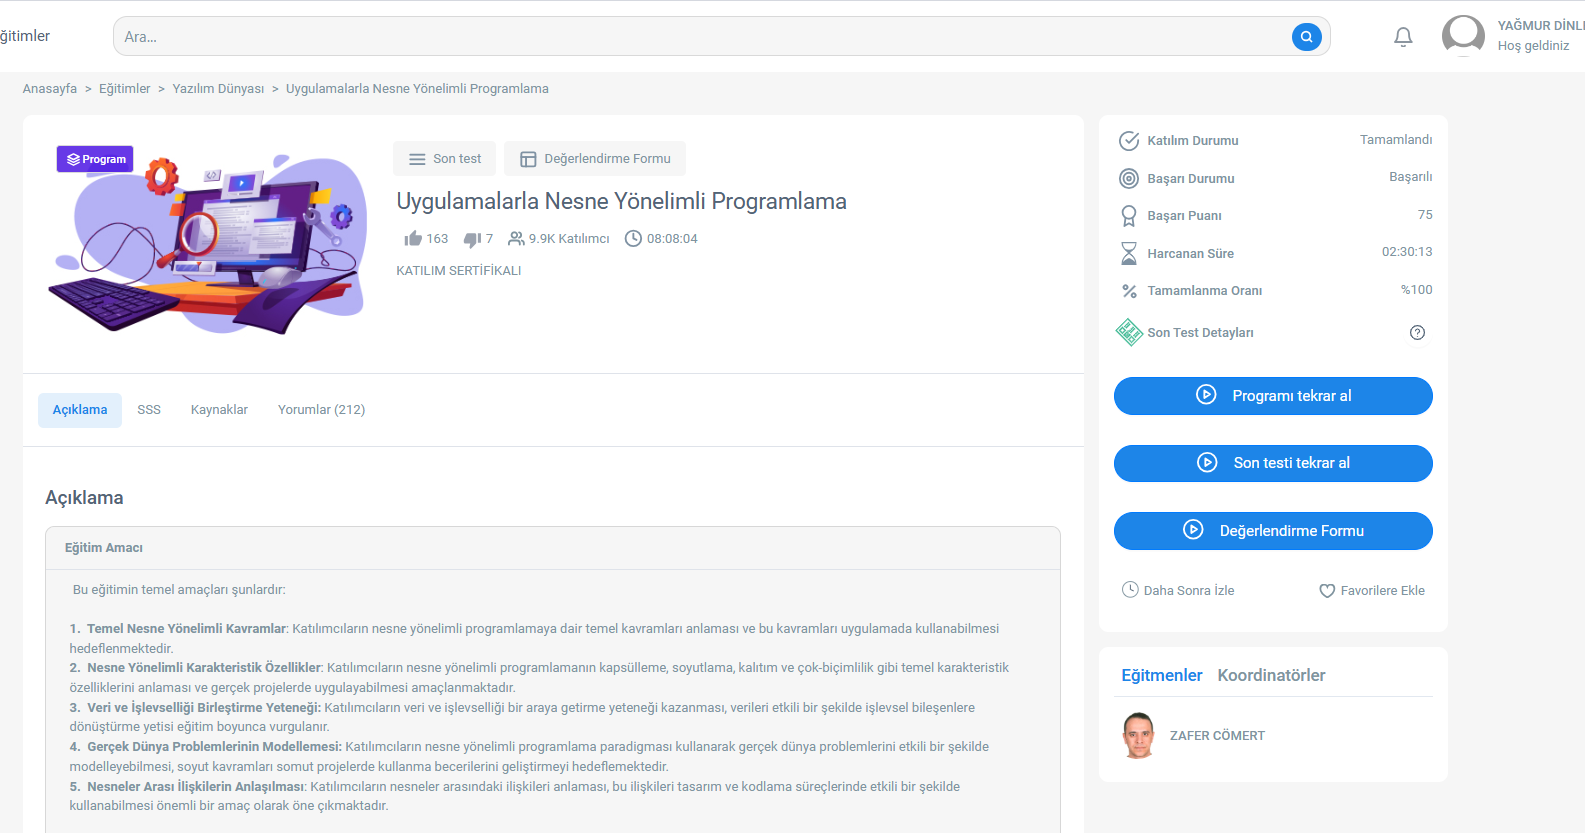 ğitimler
Ara...
YAĞMUR DİNL
Hoş geldiniz
Anasayfa > Eğitimler > Yazılım Dünyası > Uygulamalarla Nesne Yönelimli Programlama
Program
Son test
Değerlendirme Formu
Uygulamalarla Nesne Yönelimli Programlama
163 7 9.9K Katılımcı 08:08:04
KATILIM SERTİFİKALI
Açıklama SSS Kaynaklar Yorumlar (212)
Açıklama
Eğitim Amacı
Bu eğitimin temel amaçları şunlardır:
1. Temel Nesne Yönelimli Kavramlar: Katılımcıların nesne yönelimli programlamaya dair temel kavramları anlaması ve bu kavramları uygulamada kullanabilmesi
hedeflenmektedir.
2. Nesne Yönelimli Karakteristik Özellikler: Katılımcıların nesne yönelimli programlamanın kapsülleme, soyutlama, kalıtım ve çok-biçimlilik gibi temel karakteristik
özelliklerini anlaması ve gerçek projelerde uygulayabilmesi amaçlanmaktadır.
3. Veri ve İşlevselliği Birleştirme Yeteneği: Katılımcıların veri ve işlevselliği bir araya getirme yeteneği kazanması, verileri etkili bir şekilde işlevsel bileşenlere
dönüştürme yetisi eğitim boyunca vurgulanır.
4. Gerçek Dünya Problemlerinin Modellemesi: Katılımcıların nesne yönelimli programlama paradigması kullanarak gerçek dünya problemlerini etkili bir şekilde
modelleyebilmesi, soyut kavramları somut projelerde kullanma becerilerini geliştirmeyi hedeflemektedir.
5. Nesneler Arası İlişkilerin Anlaşılması: Katılımcıların nesneler arasındaki ilişkileri anlaması, bu ilişkileri tasarım ve kodlama süreçlerinde etkili bir şekilde
kullanabilmesi önemli bir amaç olarak öne çıkmaktadır.
Katılım Durumu Tamamlandı
Başarı Durumu Başarılı
Başarı Puanı 75
Harcanan Süre 02:30:13
Tamamlanma Oranı %100
Son Test Detayları
Programı tekrar al
Son testi tekrar al
Değerlendirme Formu
Daha Sonra İzle Favorilere Ekle
Eğitmenler Koordinatörler
ZAFER CÖMERT